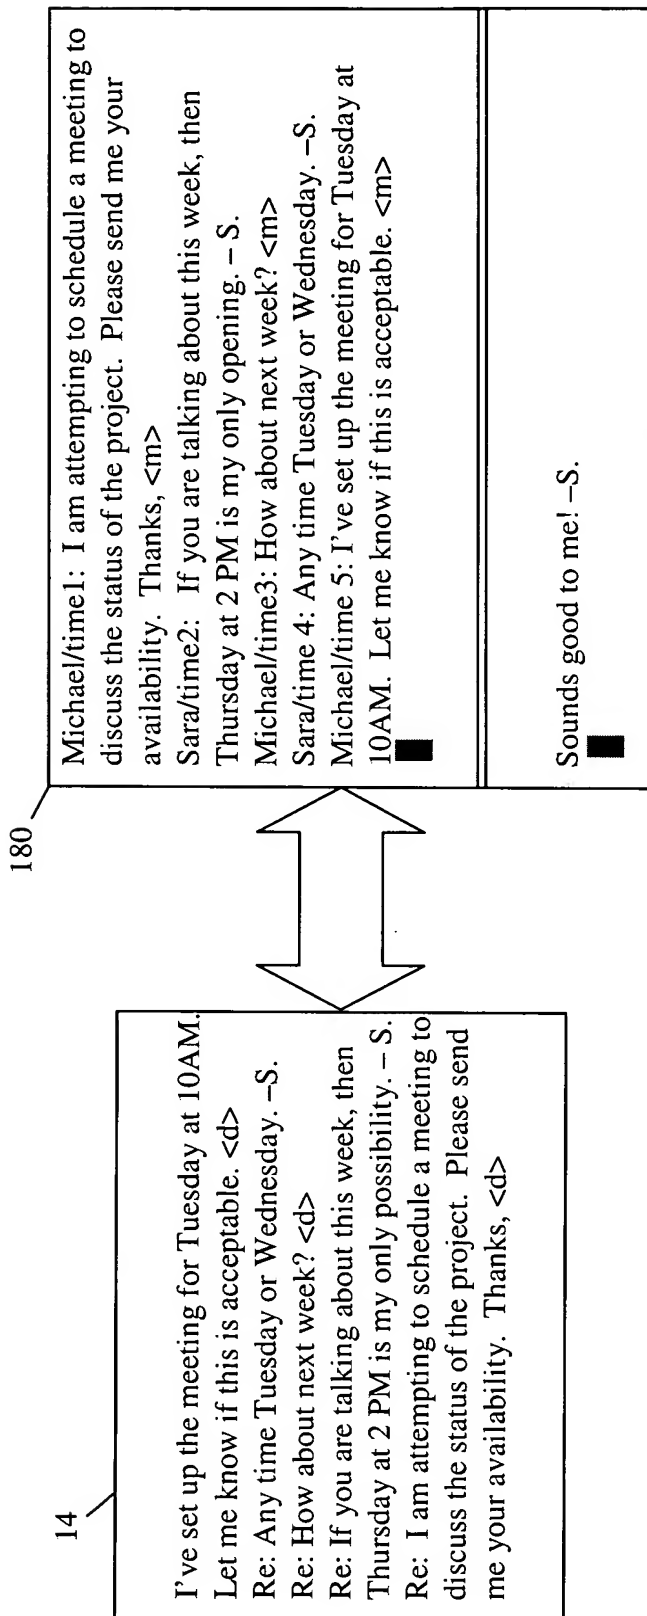 14
I've set up the meeting for Tuesday at 10AM.
Let me know if this is acceptable. <d>
Re: Any time Tuesday or Wednesday. –S.
Re: How about next week? <d>
Re: If you are talking about this week, then
Thursday at 2 PM is my only possibility. – S.
Re: I am attempting to schedule a meeting to
discuss the status of the project. Please send
me your availability. Thanks, <d>
180
Michael/time1: I am attempting to schedule a meeting to
discuss the status of the project. Please send me your
availability. Thanks, <m>
Sara/time2: If you are talking about this week, then
Thursday at 2 PM is my only opening. – S.
Michael/time3: How about next week? <m>
Sara/time 4: Any time Tuesday or Wednesday. –S.
Michael/time 5: I've set up the meeting for Tuesday at
10AM. Let me know if this is acceptable. <m>
Sounds good to me! –S.